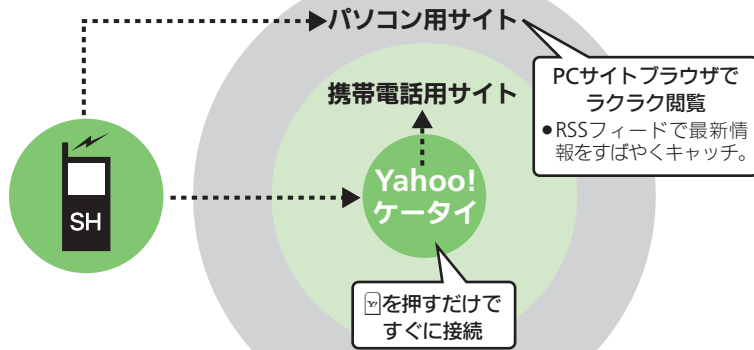 パソコン用サイト
PCサイトブラウザで
ラクラク閲覧
●RSSフィードで最新情
報をすばやくキャッチ。
携帯電話用サイト
Yahoo!
ケータイ
SH
Y!を押すだけで
すぐに接続